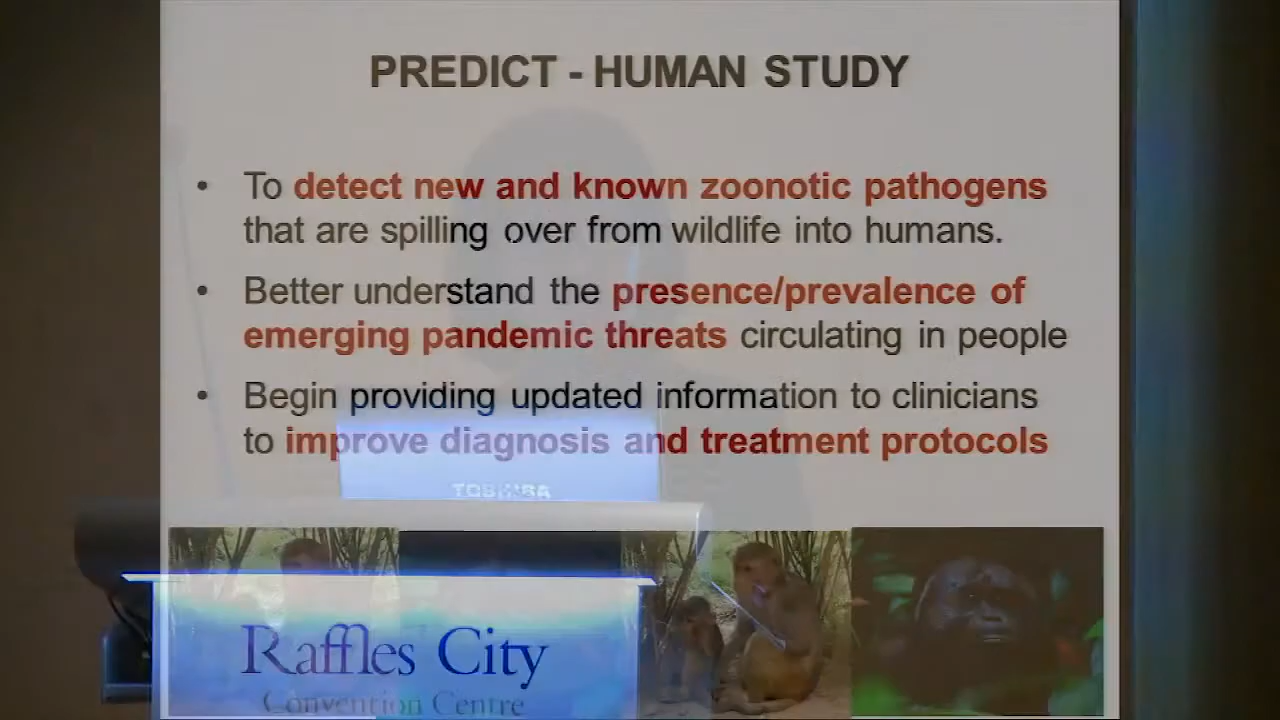 PREDICT - HUMAN STUDY
• To detect new and known zoonotic pathogens
that are spilling over from wildlife into humans.
• Better understand the presence/prevalence of
emerging pandemic threats circulating in people
• Begin providing updated information to clinicians
to improve diagnosis and treatment protocols
TOSHIBA
Raffles City
Convention Centre